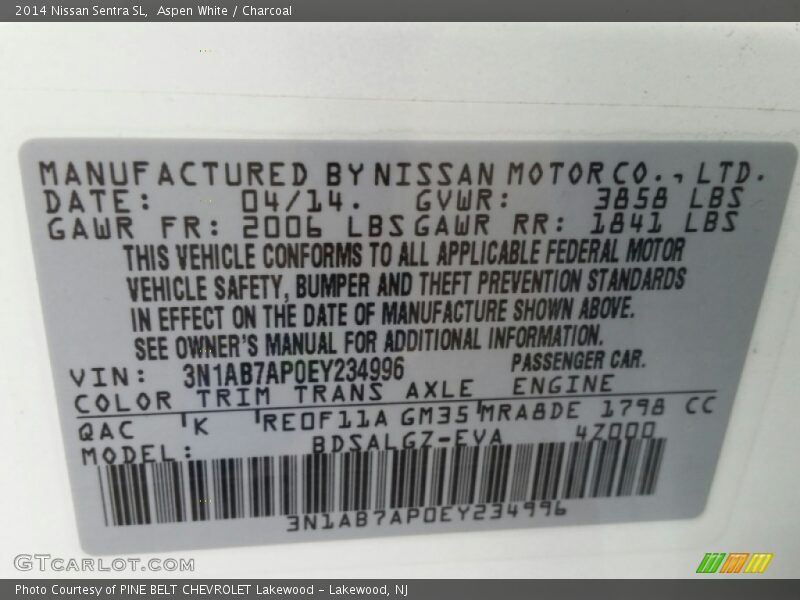 2014 Nissan Sentra SL,  Aspen White / Charcoal
MANUFACTURED BY NISSAN MOTOR CO., LTD.
DATE: 04/14. GVWR: 3858 LBS
GAWR FR: 2006 LBS GAWR RR: 1841 LBS
THIS VEHICLE CONFORMS TO ALL APPLICABLE FEDERAL MOTOR
VEHICLE SAFETY, BUMPER AND THEFT PREVENTION STANDARDS
IN EFFECT ON THE DATE OF MANUFACTURE SHOWN ABOVE.
SEE OWNER'S MANUAL FOR ADDITIONAL INFORMATION.
VIN: 3N1AB7AP0EY234996 PASSENGER CAR.
COLOR TRIM TRANS AXLE ENGINE
QAC K RE0F11A GM35 MRA8DE 1798 CC
MODEL: BDSALGZ-EVA 4Z000
3N1AB7AP0EY234996
GTCARLOT.COM
Photo Courtesy of PINE BELT CHEVROLET Lakewood - Lakewood, NJ